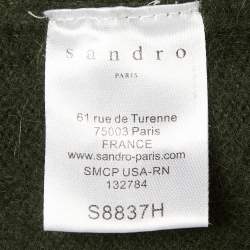 sandro
PARIS
61 rue de Turenne
75003 Paris
FRANCE
www.sandro-paris.com
SMCP USA-RN
132784
S8837H